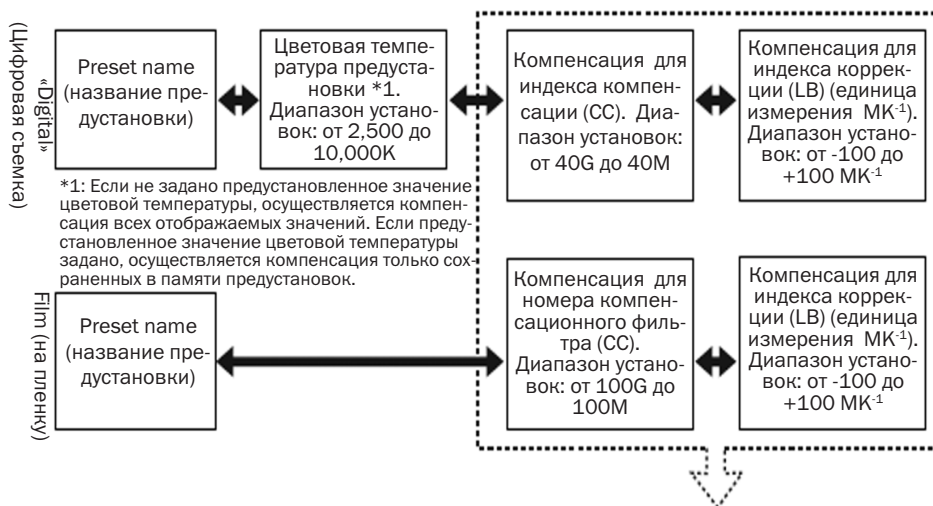 (Цифровая съемка)
«Digital»
Preset name
(название пре-
дустановки)
Цветовая темпе-
ратура предуста-
новки *1.
Диапазон устано-
вок: от 2,500 до
10,000K
Компенсация для
индекса компен-
сации (CC). Диа-
пазон установок:
от 40G до 40M
Компенсация для
индекса коррек-
ции (LB) (единица
измерения MK-1).
Диапазон устано-
вок: от -100 до
+100 MK-1
*1: Если не задано предустановленное значение
цветовой температуры, осуществляется компен-
сация всех отображаемых значений. Если преду-
становленное значение цветовой температуры
задано, осуществляется компенсация только сох-
раненных в памяти предустановок.
Film (на пленку)
Preset name
(название пре-
дустановки)
Компенсация для
номера компен-
сационного филь-
тра (CC).
Диапазон устано-
вок: от 100G до
100M
Компенсация для
индекса коррек-
ции (LB) (единица
измерения MK-1).
Диапазон устано-
вок: от -100 до
+100 MK-1